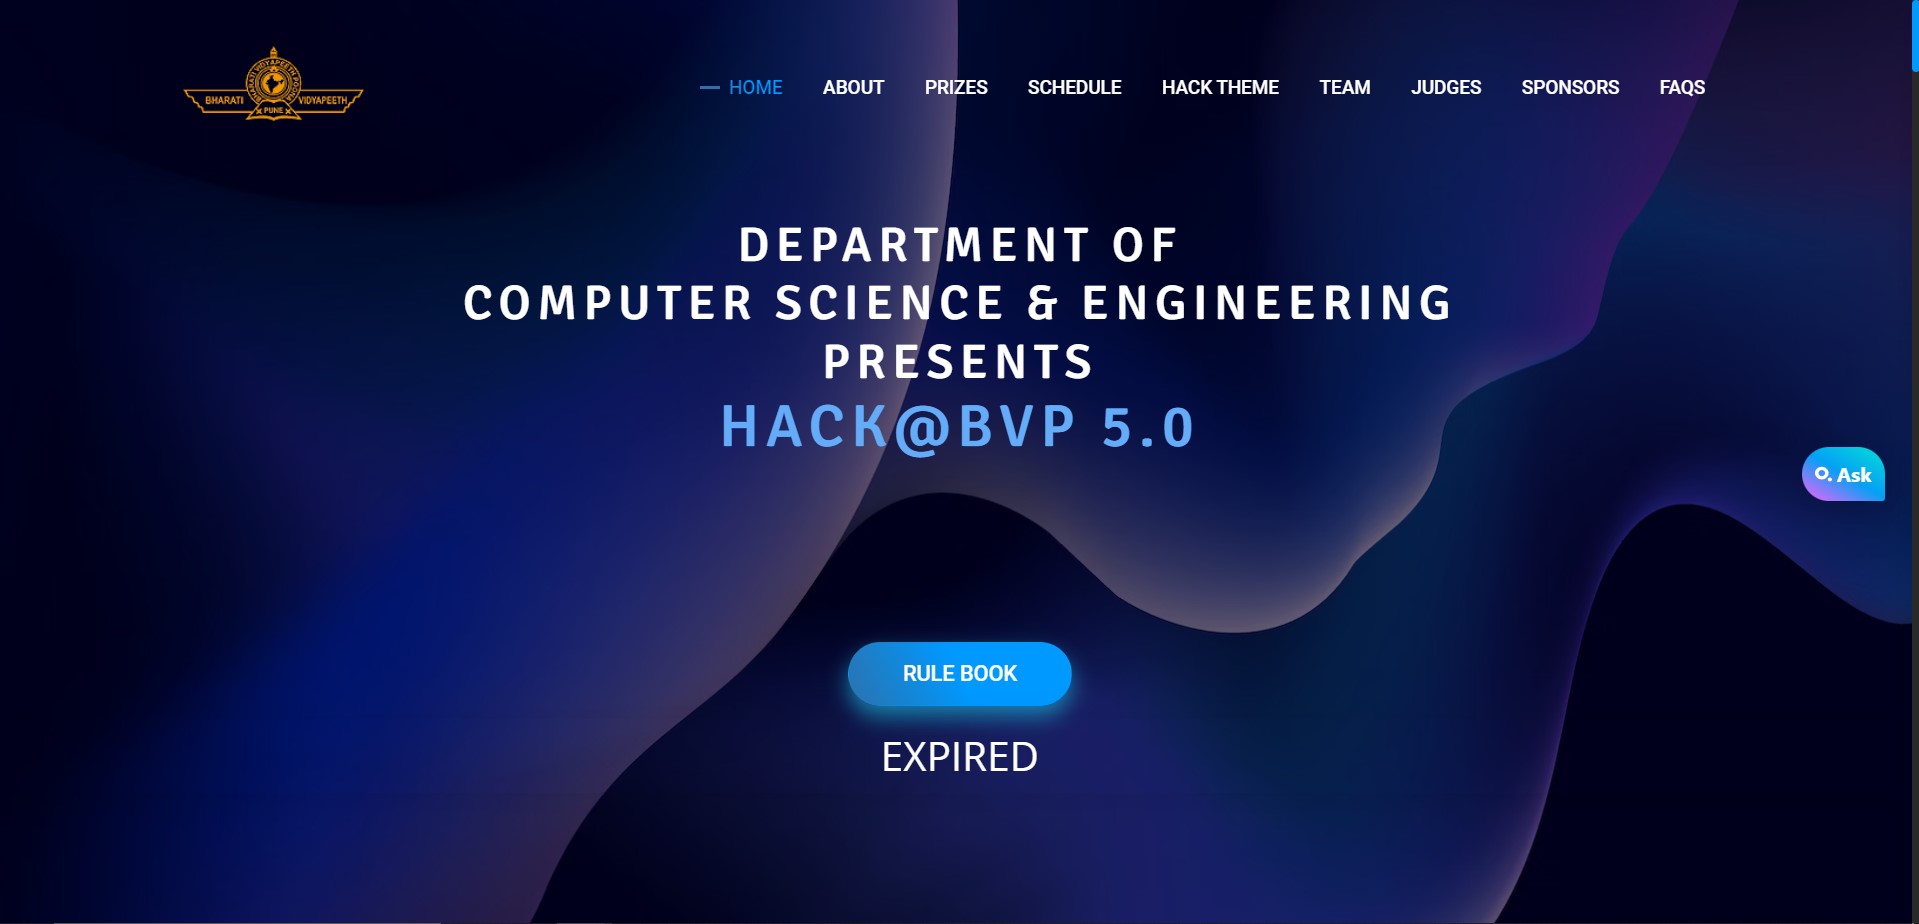 BHARATI VIDYAPEETH
PUNE
HOME ABOUT PRIZES SCHEDULE HACK THEME TEAM JUDGES SPONSORS FAQS
DEPARTMENT OF
COMPUTER SCIENCE & ENGINEERING
PRESENTS
HACK@BVP 5.0
Ask
RULE BOOK
EXPIRED